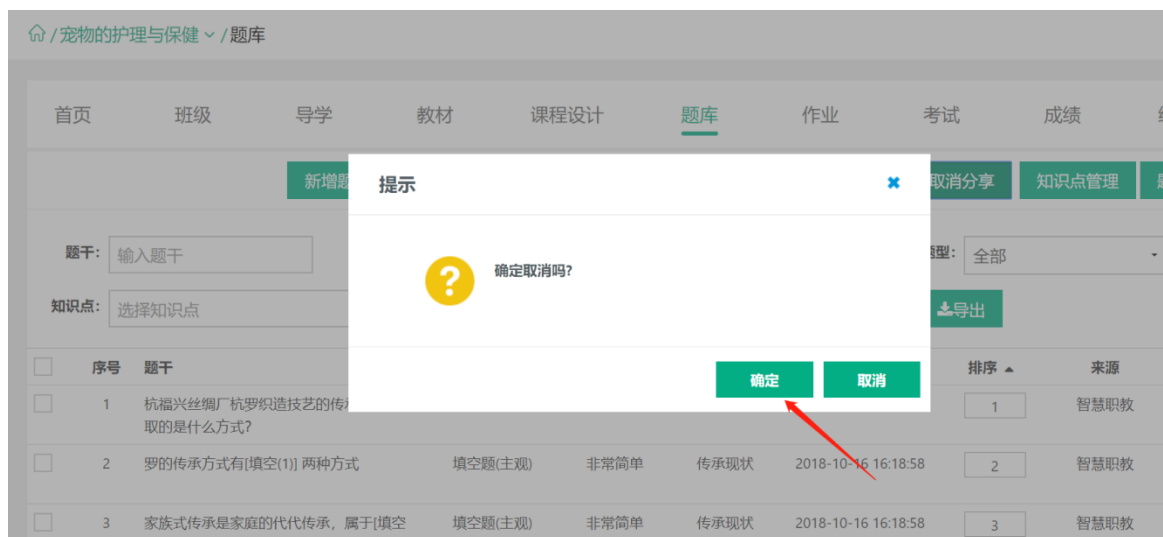 /宠物的护理与保健 /题库
首页 班级 导学 教材 课程设计 题库 作业 考试 成绩
新增题 取消分享 知识点管理
提示
确定取消吗?
确定 取消
题干: 输入题干 型: 全部
知识点: 选择知识点 导出
序号 题干 排序 来源
1 杭福兴丝绸厂杭罗织造技艺的传 1 智慧职教
取的是什么方式?
2 罗的传承方式有[填空(1)] 两种方式 填空题(主观) 非常简单 传承现状 2018-10-16 16:18:58 2 智慧职教
3 家族式传承是家庭的代代传承，属于[填空 填空题(主观) 非常简单 传承现状 2018-10-16 16:18:58 3 智慧职教